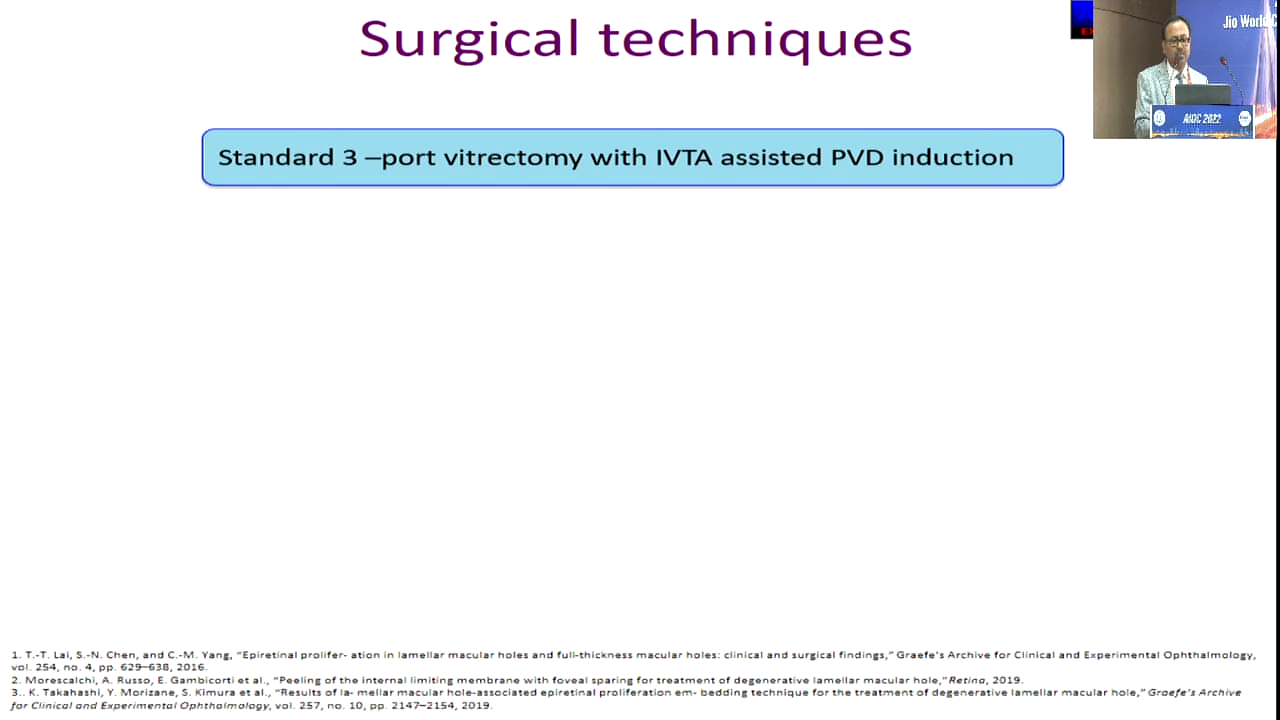 Surgical techniques
Jio World
AIOC 2022
Standard 3 –port vitrectomy with IVTA assisted PVD induction
1. T.-T. Lai, S.-N. Chen, and C.-M. Yang, “Epiretinal prolifer- ation in lamellar macular holes and full-thickness macular holes: clinical and surgical findings,” Graefe’s Archive for Clinical and Experimental Ophthalmology,
vol. 254, no. 4, pp. 629–638, 2016.
2. Morescalchi, A. Russo, E. Gambicorti et al., “Peeling of the internal limiting membrane with foveal sparing for treatment of degenerative lamellar macular hole,” Retina, 2019.
3.. K. Takahashi, Y. Morizane, S. Kimura et al., “Results of la- mellar macular hole-associated epiretinal proliferation em- bedding technique for the treatment of degenerative lamellar macular hole,” Graefe’s Archive
for Clinical and Experimental Ophthalmology, vol. 257, no. 10, pp. 2147–2154, 2019.